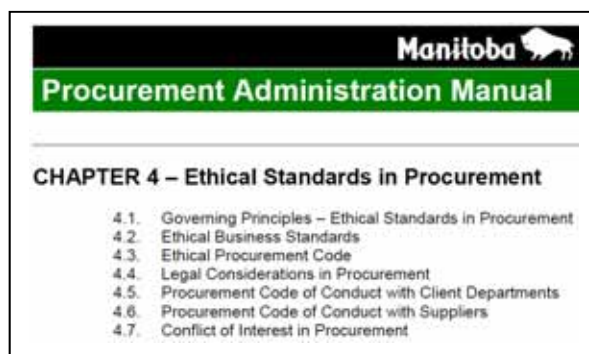 Manitoba
Procurement Administration Manual
CHAPTER 4 – Ethical Standards in Procurement
4.1. Governing Principles – Ethical Standards in Procurement
4.2. Ethical Business Standards
4.3. Ethical Procurement Code
4.4. Legal Considerations in Procurement
4.5. Procurement Code of Conduct with Client Departments
4.6. Procurement Code of Conduct with Suppliers
4.7. Conflict of Interest in Procurement